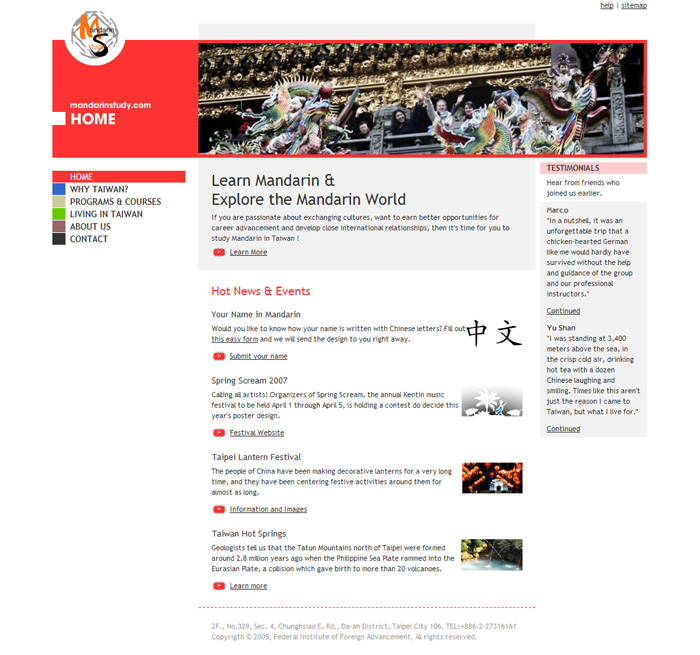 help | sitemap
Mandarin
Study
mandarinstudy.com
HOME
HOME
WHY TAIWAN?
PROGRAMS & COURSES
LIVING IN TAIWAN
ABOUT US
CONTACT
Learn Mandarin &
Explore the Mandarin World
If you are passionate about exchanging cultures, want to earn better opportunities for
career advancement and develop close international relationships, then it's time for you to
study Mandarin in Taiwan !
Learn More
Hot News & Events
Your Name in Mandarin
Would you like to know how your name is written with Chinese letters? Fill out
this easy form and we will send the design to you right away.
中文
Submit your name
Spring Scream 2007
Calling all artists! Organizers of Spring Scream, the annual Kentin music
festival to be held April 1 through April 5, is holding a contest do decide this
year's poster design.
Festival Website
Taipei Lantern Festival
The people of China have been making decorative lanterns for a very long
time, and they have been centering festive activities around them for
almost as long.
Information and Images
Taiwan Hot Springs
Geologists tell us that the Tatun Mountains north of Taipei were formed
around 2.8 million years ago when the Philippine Sea Plate rammed into the
Eurasian Plate, a collision which gave birth to more than 20 volcanoes.
Learn more
TESTIMONIALS
Hear from friends who
joined us earlier.
Marco
"In a nutshell, it was an
unforgettable trip that a
chicken-hearted German
like me would hardly have
survived without the help
and guidance of the group
and our professional
instructors."
Continued
Yu Shan
"I was standing at 3,400
meters above the sea, in
the crisp cold air, drinking
hot tea with a dozen
Chinese laughing and
smiling. Times like this aren't
just the reason I came to
Taiwan, but what I live for."
Continued
2F., No.329, Sec. 4, Chunghsiao E, Rd., Da-an District, Taipei City 106. TEL:+886-2-27316161
Copyrigth © 2005, Federal Institute of Foreign Advancement, All rights reserved.